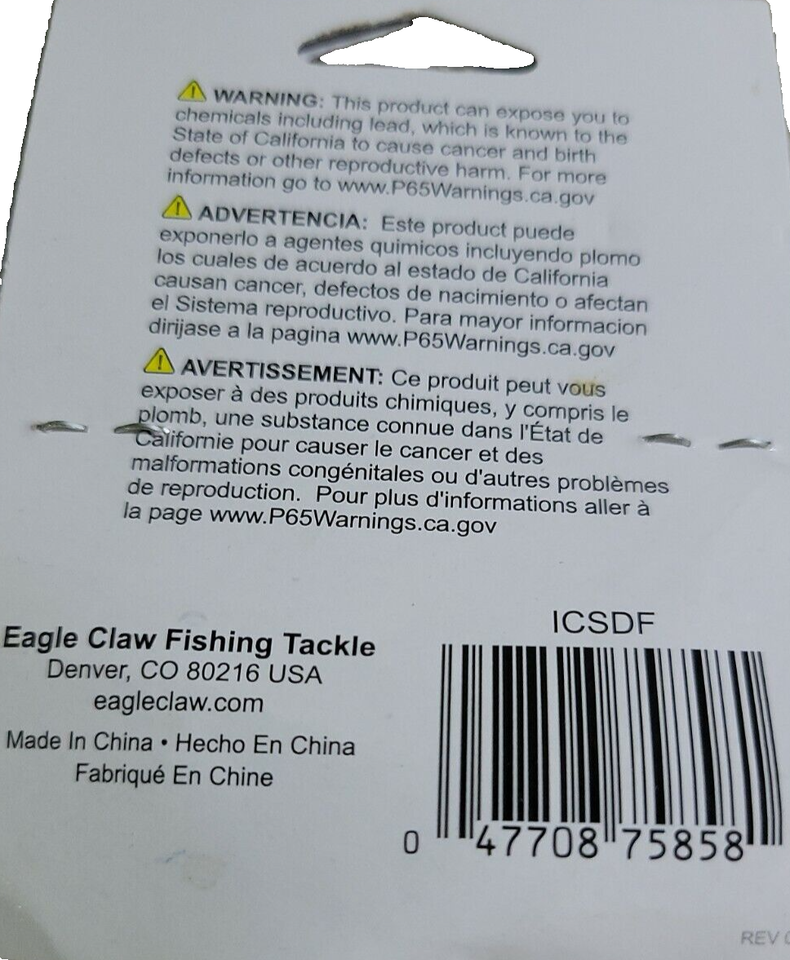 ⚠ WARNING: This product can expose you to
chemicals including lead, which is known to the
State of California to cause cancer and birth
defects or other reproductive harm. For more
information go to www.P65Warnings.ca.gov
⚠ ADVERTENCIA: Este product puede
exponerlo a agentes quimicos incluyendo plomo
los cuales de acuerdo al estado de California
causan cancer, defectos de nacimiento o afectan
el Sistema reproductivo. Para mayor informacion
dirijase a la pagina www.P65Warnings.ca.gov
⚠ AVERTISSEMENT: Ce produit peut vous
exposer à des produits chimiques, y compris le
plomb, une substance connue dans l'État de
Californie pour causer le cancer et des
malformations congénitales ou d'autres problèmes
de reproduction. Pour plus d'informations aller à
la page www.P65Warnings.ca.gov
Eagle Claw Fishing Tackle
Denver, CO 80216 USA
eagleclaw.com
Made In China • Hecho En China
Fabriqué En Chine
ICSDF
0 47708 75858
REV